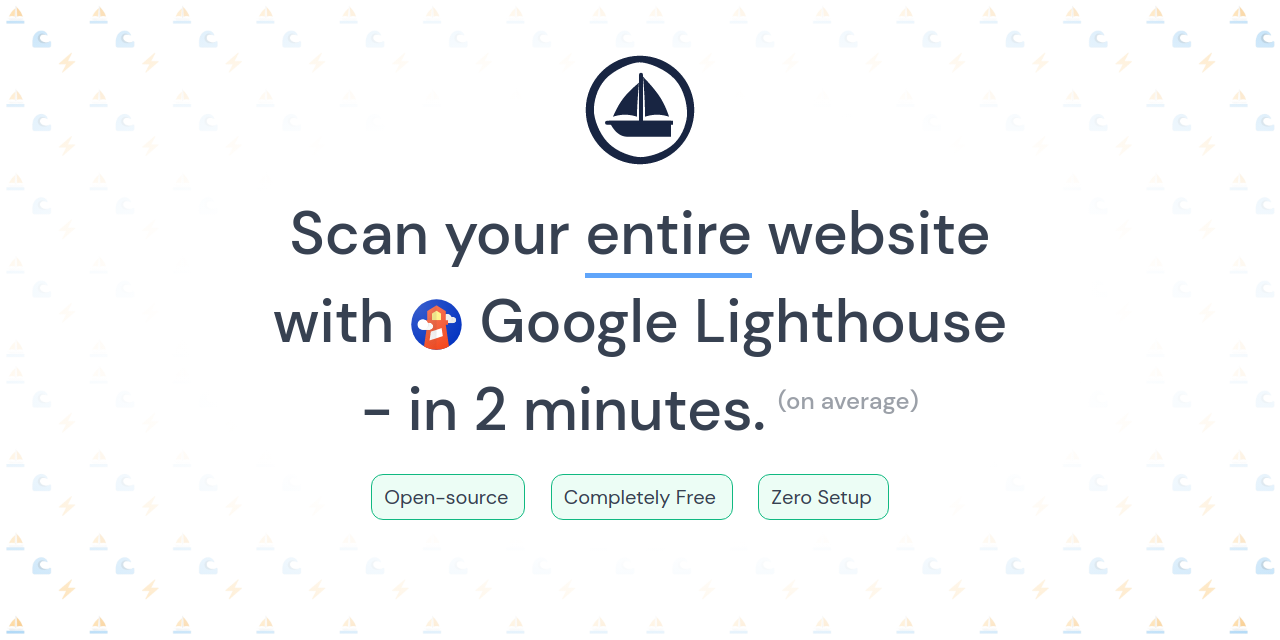 Scan your entire website
with Google Lighthouse
- in 2 minutes. (on average)
Open-source Completely Free Zero Setup